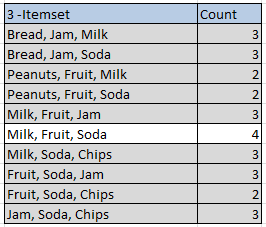 3 -Itemset Count
Bread, Jam, Milk 3
Bread, Jam, Soda 3
Peanuts, Fruit, Milk 2
Peanuts, Fruit, Soda 2
Milk, Fruit, Jam 3
Milk, Fruit, Soda 4
Milk, Soda, Chips 3
Fruit, Soda, Jam 3
Fruit, Soda, Chips 2
Jam, Soda, Chips 3